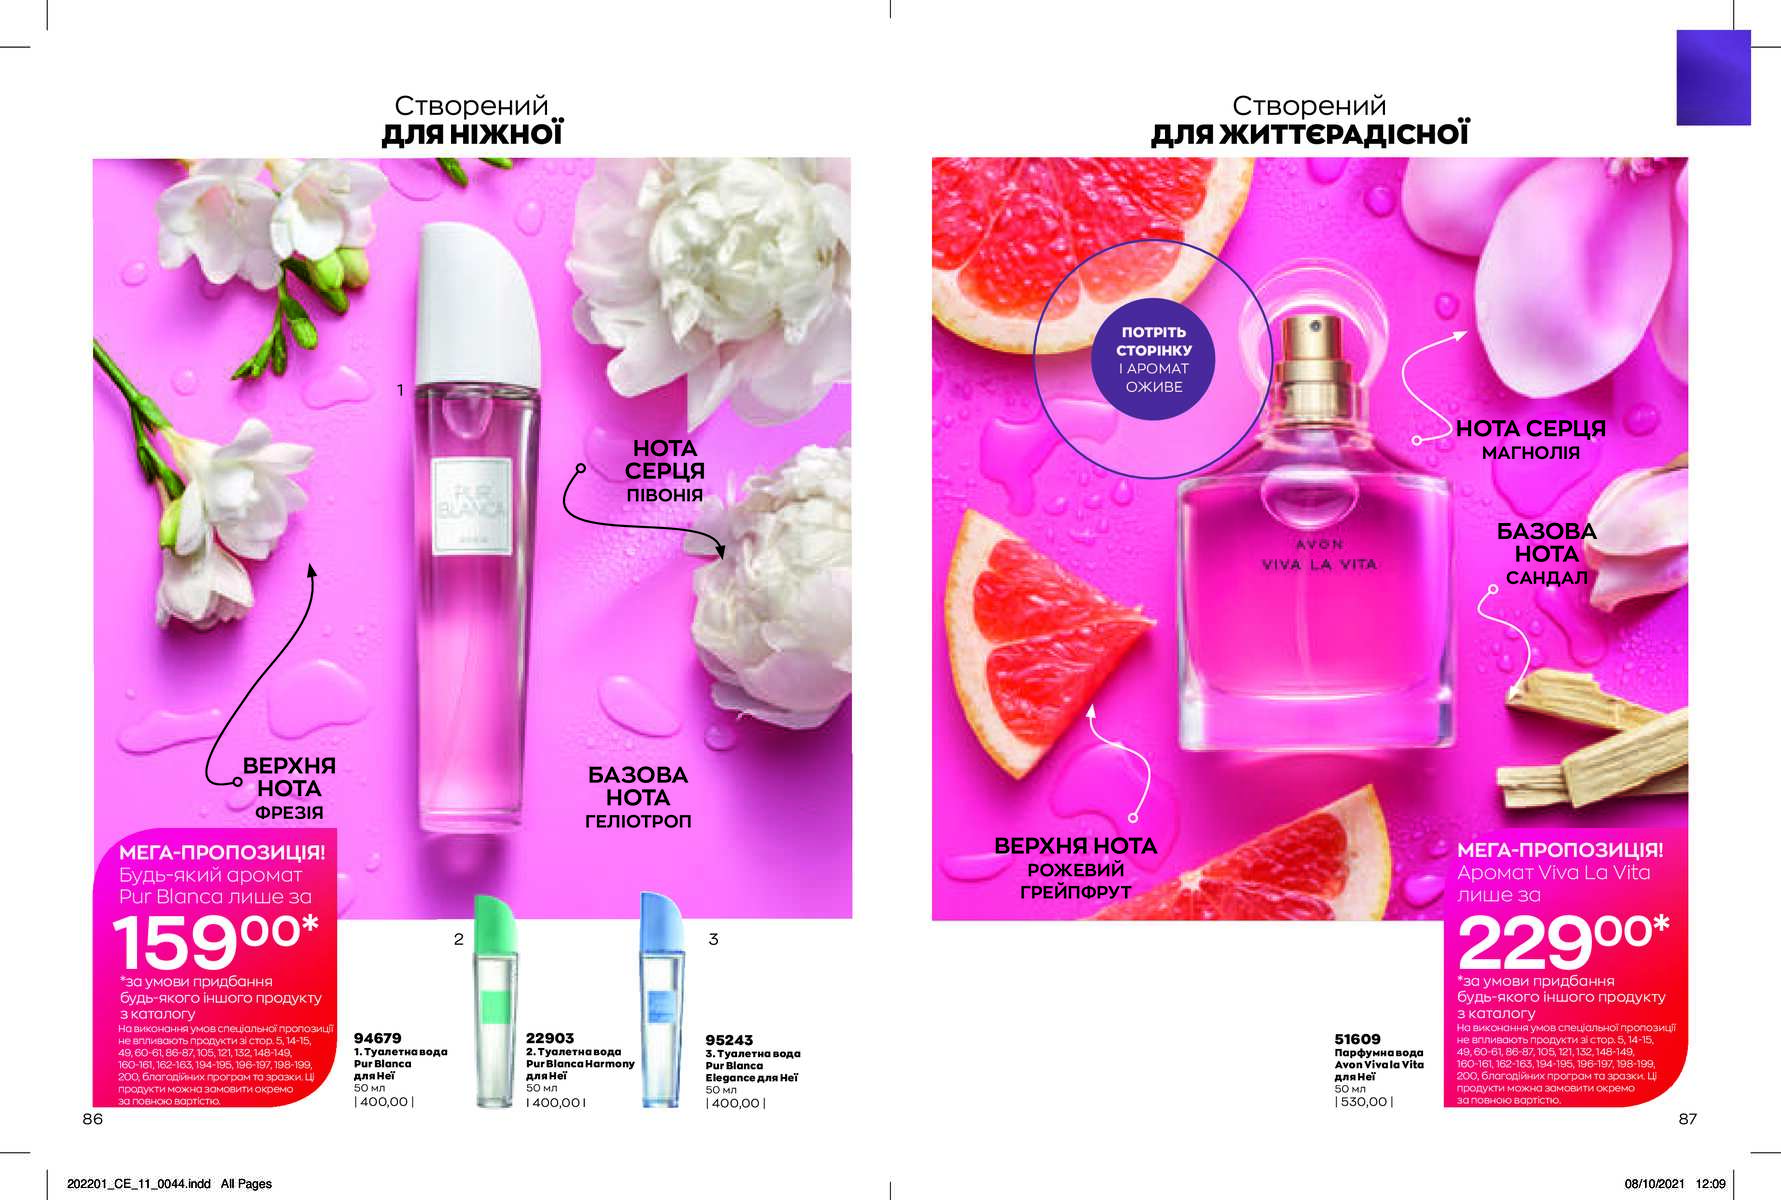 Створений
ДЛЯ НІЖНОЇ
1
PUR
BLANCA
AVON
НОТА
СЕРЦЯ
ПІВОНІЯ
ВЕРХНЯ
НОТА
ФРЕЗІЯ
БАЗОВА
НОТА
ГЕЛІОТРОП
МЕГА-ПРОПОЗИЦІЯ!
Будь-який аромат
Pur Blanca лише за
159⁰⁰*
*за умови придбання
будь-якого іншого продукту
з каталогу
На виконання умов спеціальної пропозиції
не впливають продукти зі стор. 5, 14-15,
49, 60-61, 86-87, 105, 121, 132, 148-149,
160-161, 162-163, 194-195, 196-197, 198-199,
200, благодійних програм та зразки. Ці
продукти можна замовити окремо
за повною вартістю.
94679
1. Туалетна вода
Pur Blanca
для Неї
50 мл
| 400,00 |
2
22903
2. Туалетна вода
Pur Blanca Harmony
для Неї
50 мл
| 400,00 |
3
95243
3. Туалетна вода
Pur Blanca
Elegance для Неї
50 мл
| 400,00 |
86
Створений
ДЛЯ ЖИТТЄРАДІСНОЇ
ПОТРІТЬ
СТОРІНКУ
І АРОМАТ
ОЖИВЕ
AVON
VIVA LA VITA
НОТА СЕРЦЯ
МАГНОЛІЯ
БАЗОВА
НОТА
САНДАЛ
ВЕРХНЯ НОТА
РОЖЕВИЙ
ГРЕЙПФРУТ
МЕГА-ПРОПОЗИЦІЯ!
Аромат Viva La Vita
лише за
229⁰⁰*
*за умови придбання
будь-якого іншого продукту
з каталогу
На виконання умов спеціальної пропозиції
не впливають продукти зі стор. 5, 14-15,
49, 60-61, 86-87, 105, 121, 132, 148-149,
160-161, 162-163, 194-195, 196-197, 198-199,
200, благодійних програм та зразки. Ці
продукти можна замовити окремо
за повною вартістю.
51609
Парфумна вода
Avon Viva la Vita
для Неї
50 мл
| 530,00 |
87
202201_CE_11_0044.indd All Pages
08/10/2021 12:09